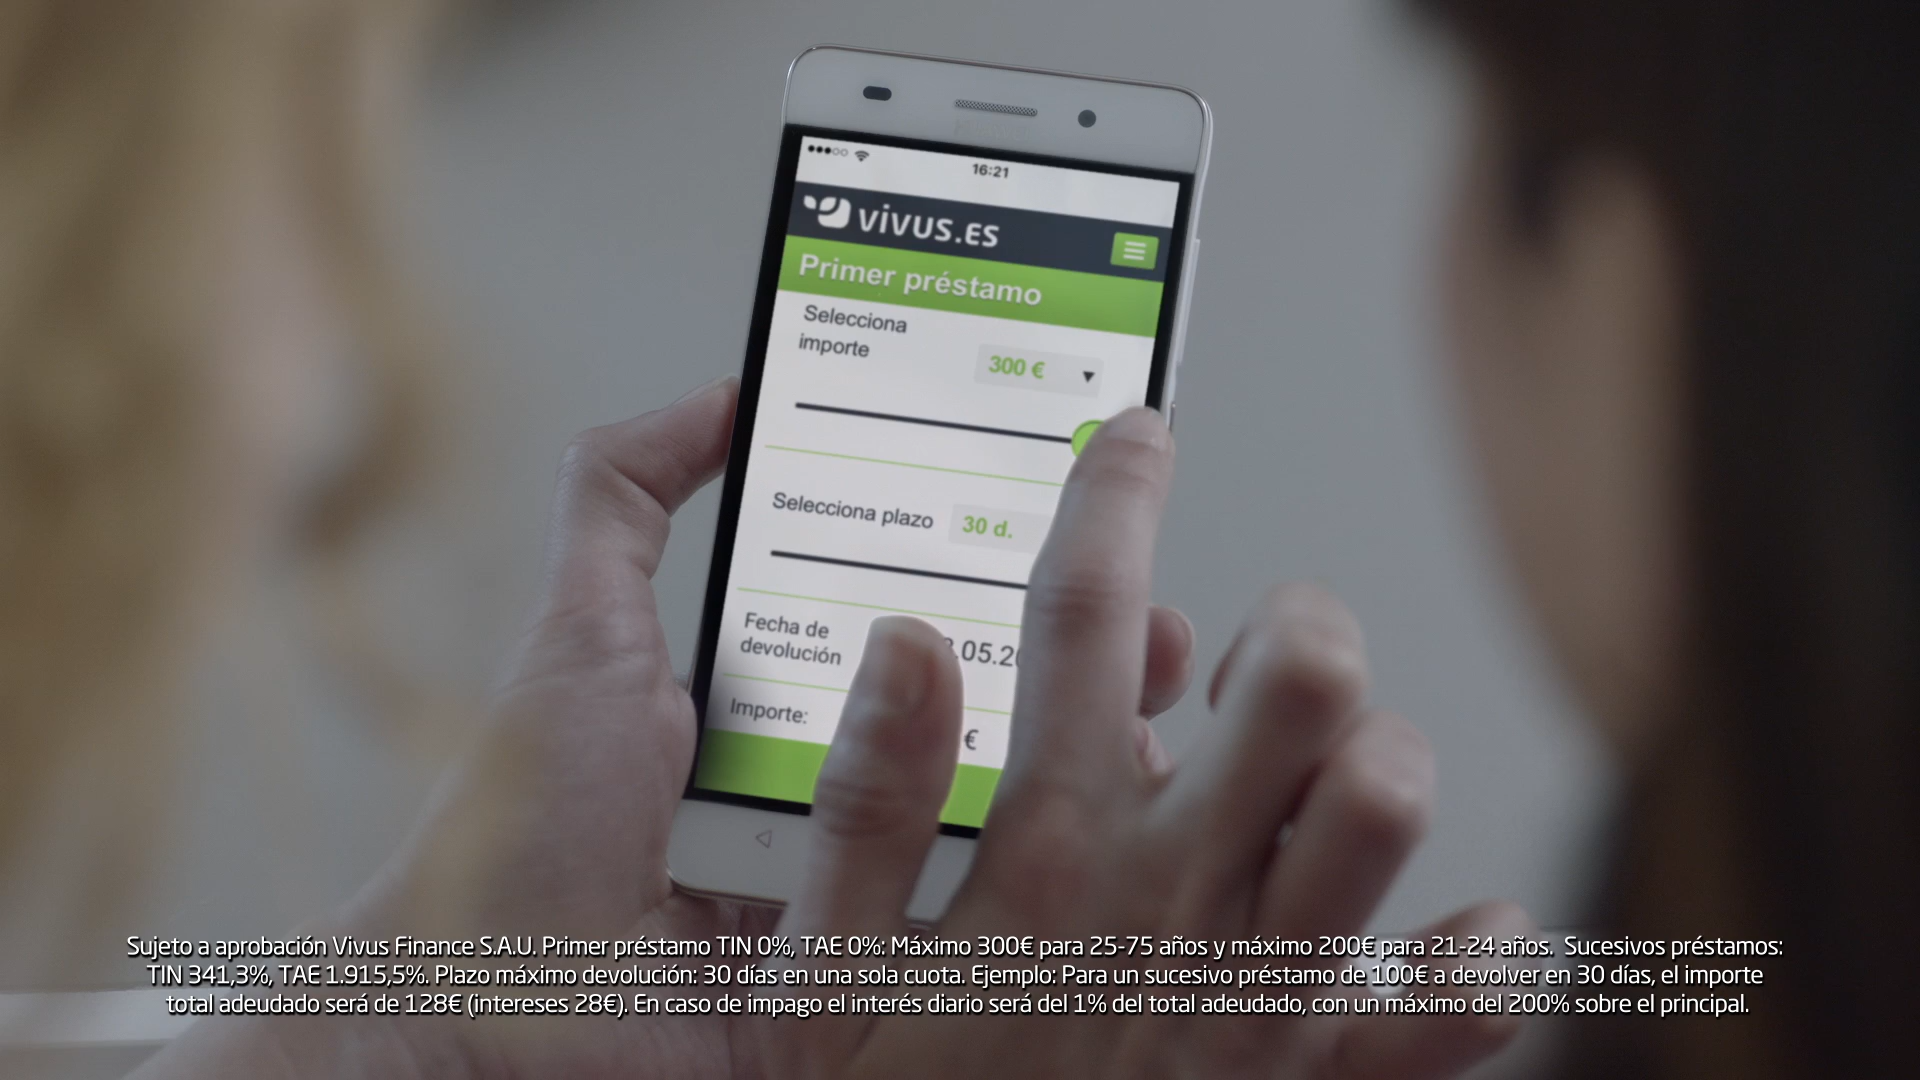 16:21
vivus.es
Primer préstamo
Selecciona
importe
300 €
Selecciona plazo
30 d.
Fecha de
devolución
.05.20
Importe:
€
Sujeto a aprobación Vivus Finance S.A.U. Primer préstamo TIN 0%, TAE 0%: Máximo 300€ para 25-75 años y máximo 200€ para 21-24 años. Sucesivos préstamos:
TIN 341,3%, TAE 1.915,5%. Plazo máximo devolución: 30 días en una sola cuota. Ejemplo: Para un sucesivo préstamo de 100€ a devolver en 30 días, el importe
total adeudado será de 128€ (intereses 28€). En caso de impago el interés diario será del 1% del total adeudado, con un máximo del 200% sobre el principal.